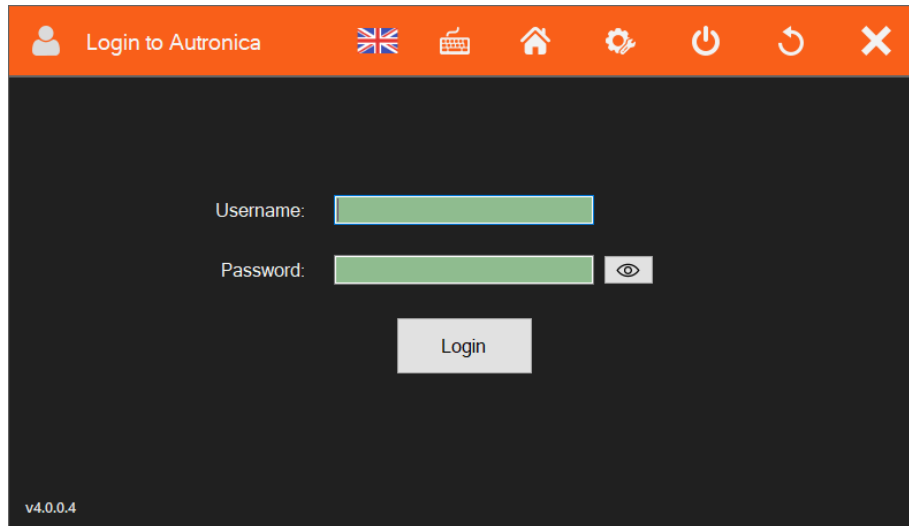 Login to Autronica
Username:
Password:
Login
v4.0.0.4